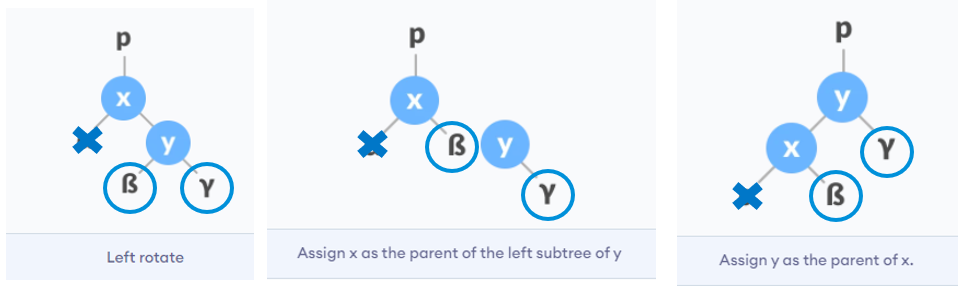 p
x
y
ß γ
Left rotate
p
x
ß y
γ
Assign x as the parent of the left subtree of y
p
y
x γ
ß
Assign y as the parent of x.